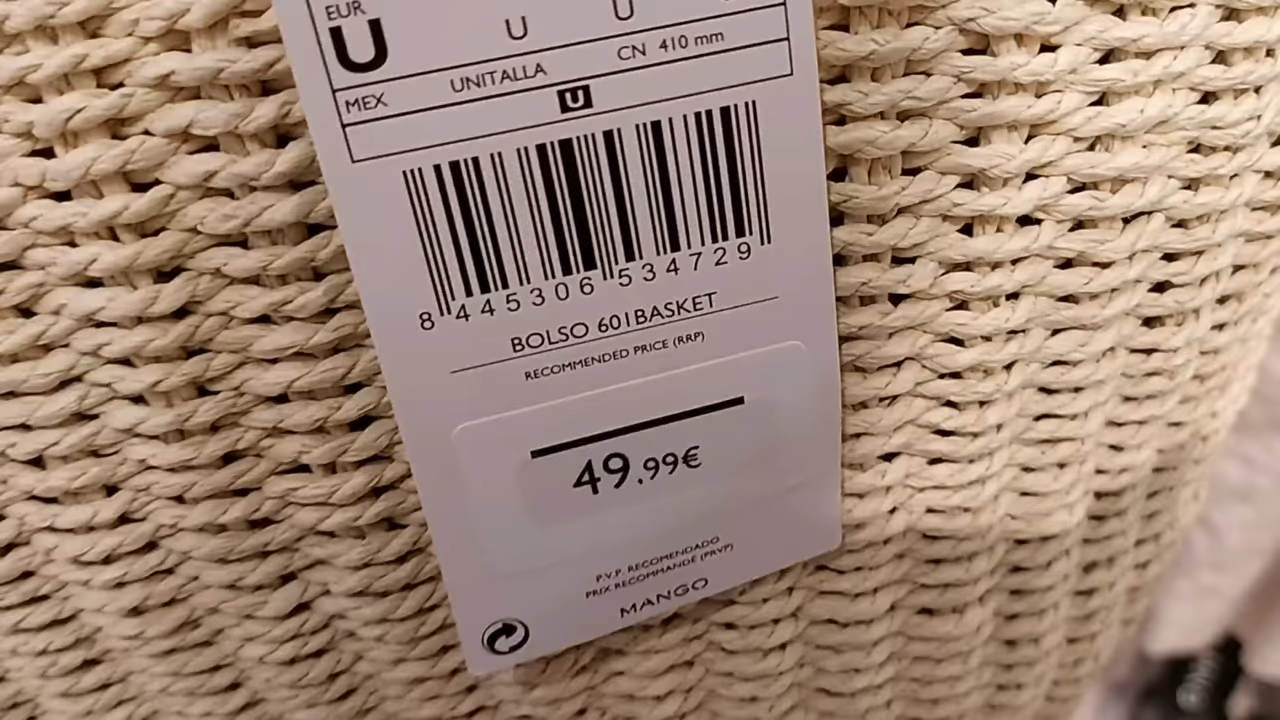 EUR
U U U
MEX UNITALLA CN 410 mm
U
8 445306 534729
BOLSO 601BASKET
RECOMMENDED PRICE (RRP)
49.99€
P.V.P. RECOMENDADO
PRIX RECOMMANDÉ (PRVP)
MANGO